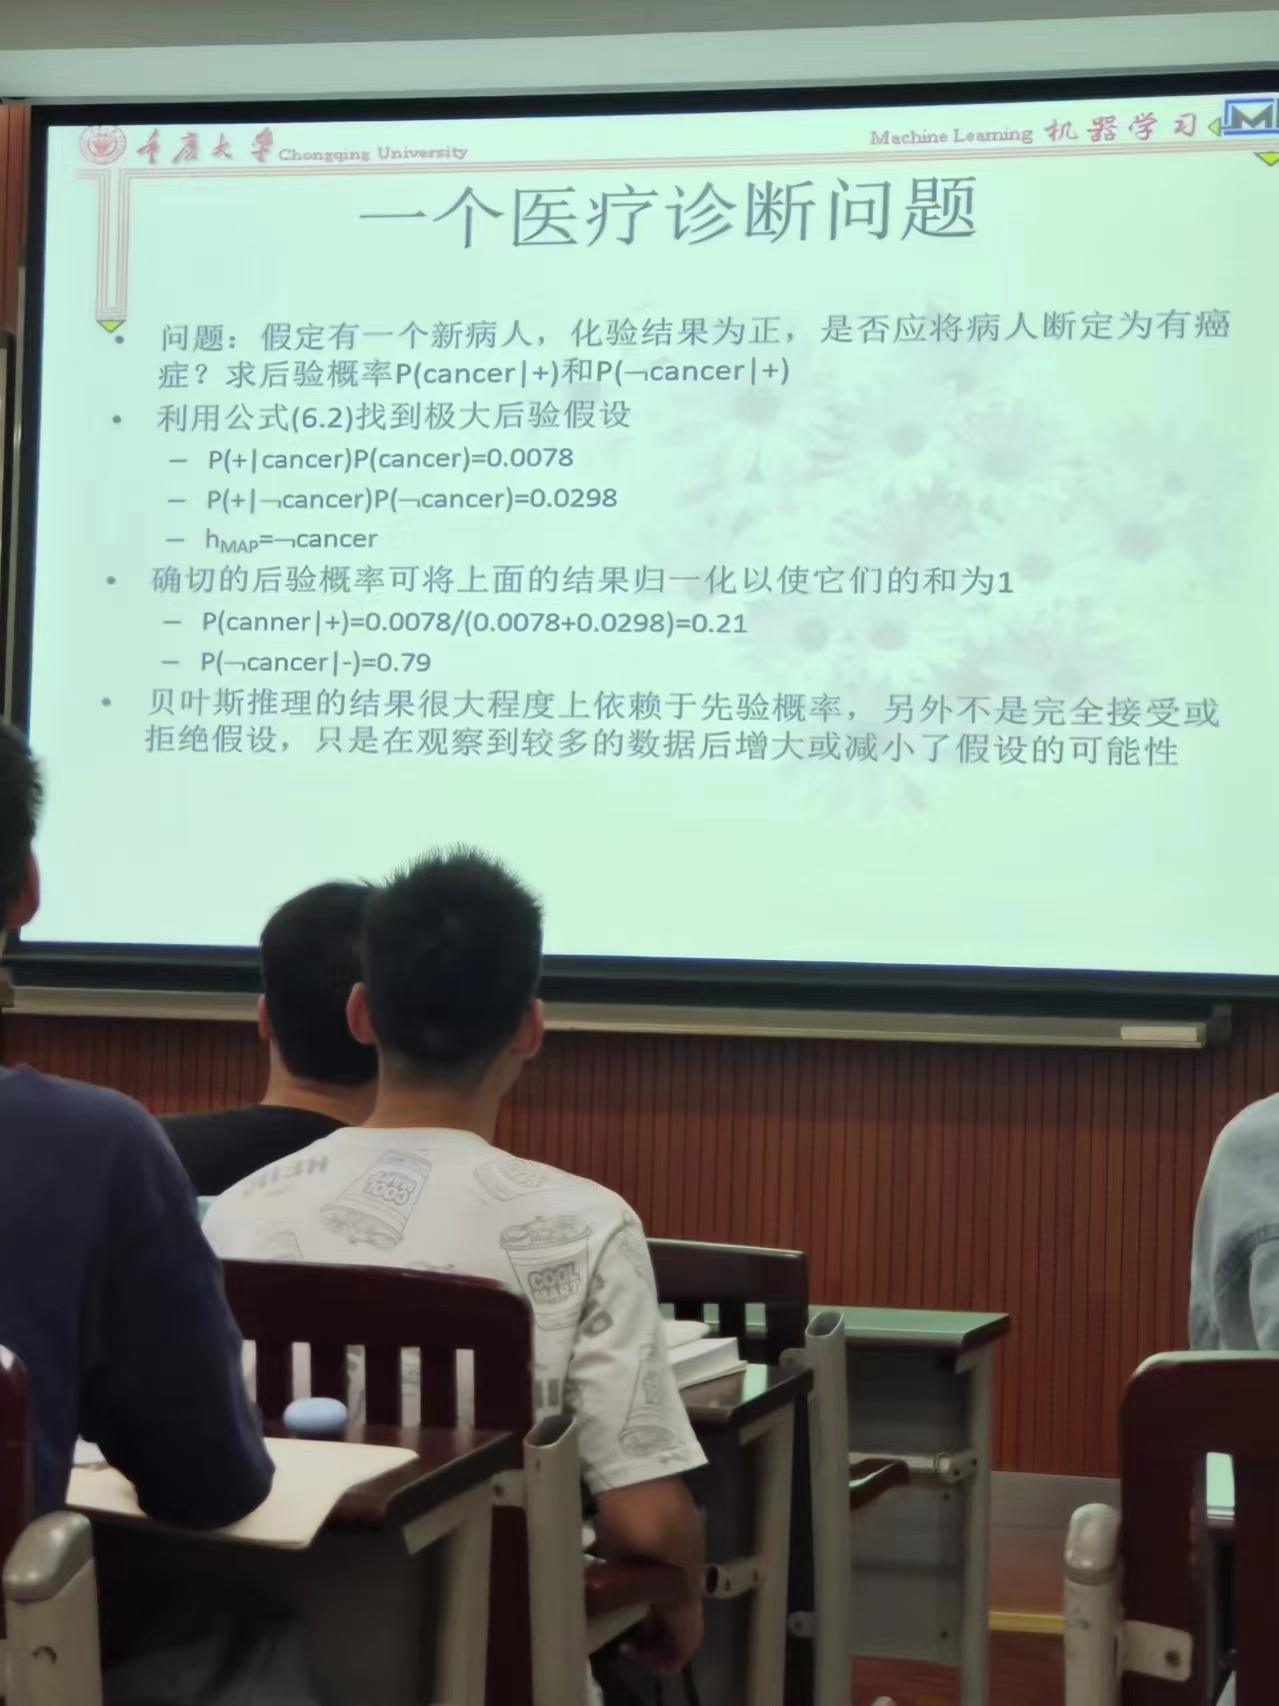 重庆大学 Chongqing University
Machine Learning 机器学习
一个医疗诊断问题
• 问题：假定有一个新病人，化验结果为正，是否应将病人断定为有癌
症？求后验概率P(cancer|+)和P(¬cancer|+)
• 利用公式(6.2)找到极大后验假设
– P(+|cancer)P(cancer)=0.0078
– P(+|¬cancer)P(¬cancer)=0.0298
– hMAP=¬cancer
• 确切的后验概率可将上面的结果归一化以使它们的和为1
– P(canner|+)=0.0078/(0.0078+0.0298)=0.21
– P(¬cancer|-)=0.79
• 贝叶斯推理的结果很大程度上依赖于先验概率，另外不是完全接受或
拒绝假设，只是在观察到较多的数据后增大或减小了假设的可能性
COOL
MART
COOL
MART